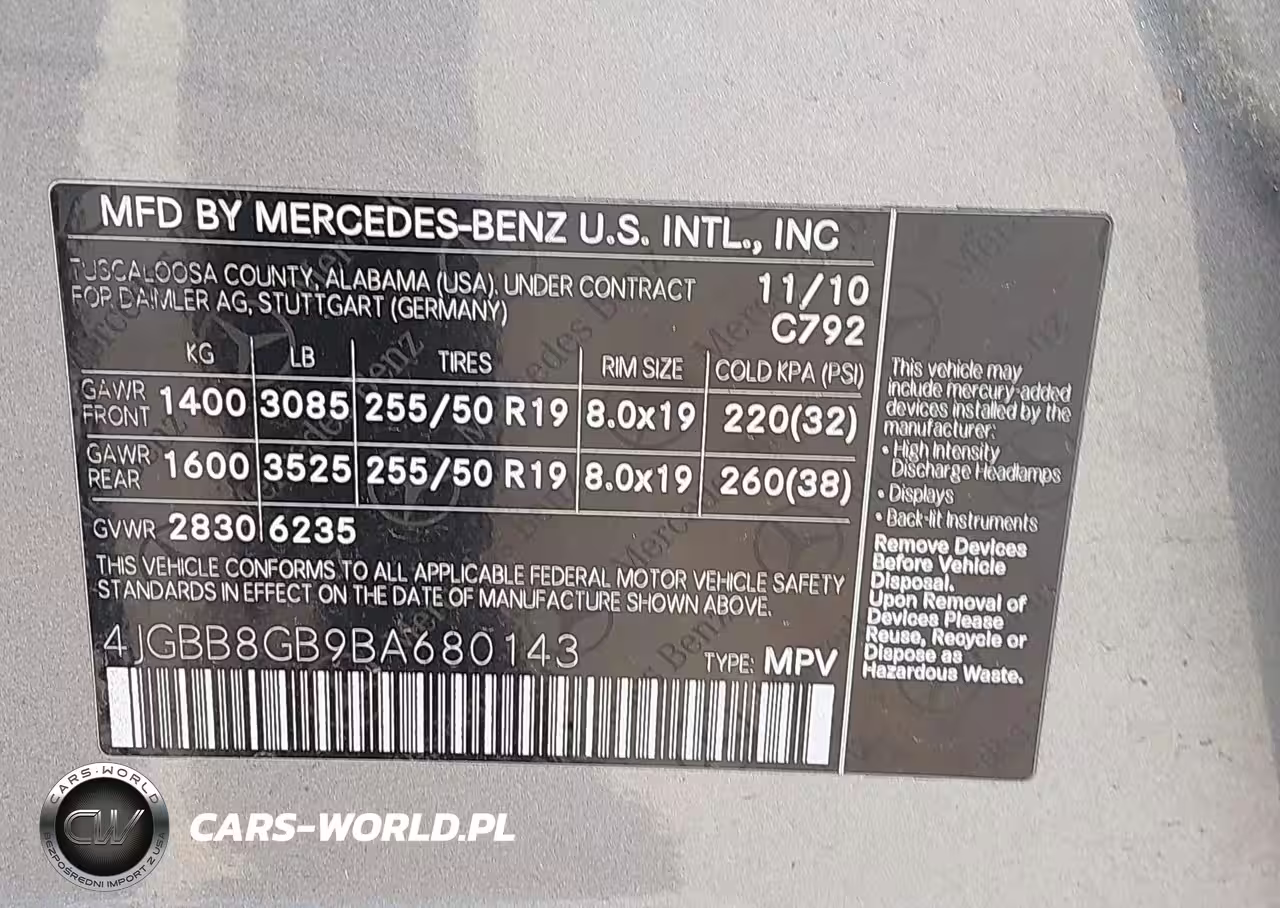 MFD BY MERCEDES-BENZ U.S. INTL., INC
TUSCALOOSA COUNTY, ALABAMA (USA), UNDER CONTRACT
FOR DAIMLER AG, STUTTGART (GERMANY)
11/10
C792
KG LB TIRES RIM SIZE COLD KPA (PSI)
GAWR FRONT 1400 3085 255/50 R19 8.0x19 220(32)
GAWR REAR 1600 3525 255/50 R19 8.0x19 260(38)
GVWR 2830 6235
THIS VEHICLE CONFORMS TO ALL APPLICABLE FEDERAL MOTOR VEHICLE SAFETY
STANDARDS IN EFFECT ON THE DATE OF MANUFACTURE SHOWN ABOVE.
4JGBB8GB9BA680143
TYPE: MPV
This vehicle may
include mercury-added
devices installed by the
manufacturer:
• High Intensity
Discharge Headlamps
• Displays
• Back-lit Instruments
Remove Devices
Before Vehicle
Disposal.
Upon Removal of
Devices Please
Reuse, Recycle or
Dispose as
Hazardous Waste.
CARS-WORLD
CW
BEZPOŚREDNI IMPORT Z USA
CARS-WORLD.PL